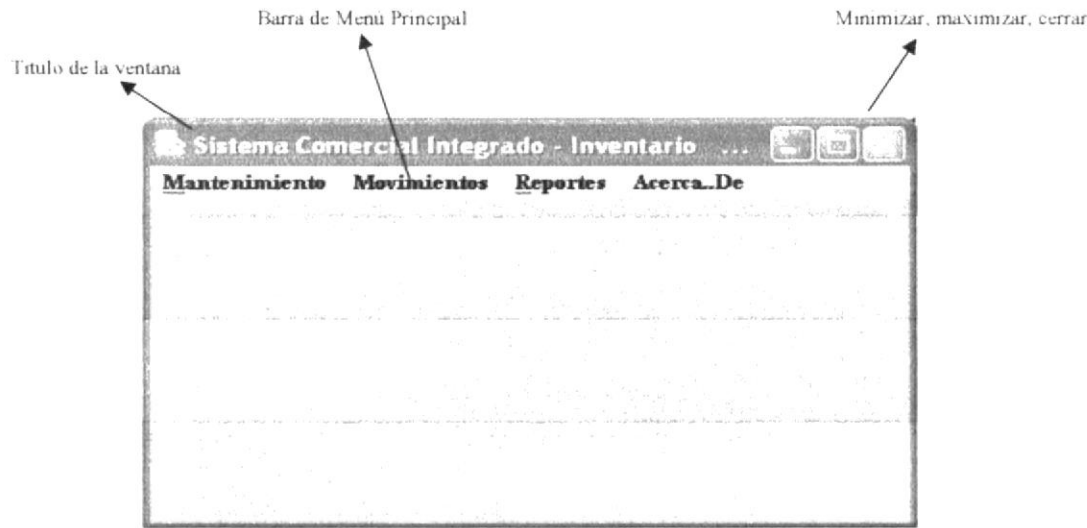 Barra de Menú Principal
Minimizar, maximizar, cerrar
Titulo de la ventana
Sistema Comercial Integrado - Inventario ...
Mantenimiento Movimientos Reportes Acerca..De